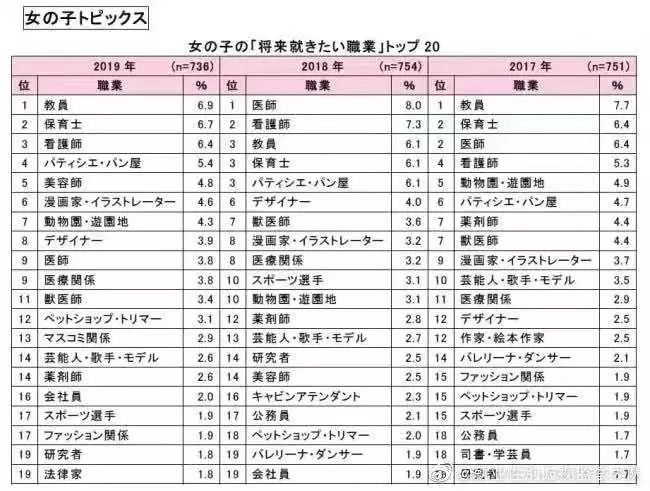 女の子トピックス
女の子の「将来就きたい職業」トップ20
2019年 (n=736) 2018年 (n=754) 2017年 (n=751)
位 職業 % 位 職業 % 位 職業 %
1 教員 6.9 1 医師 8.0 1 教員 7.7
2 保育士 6.7 2 看護師 7.3 2 保育士 6.4
3 看護師 6.4 3 教員 6.1 2 医師 6.4
4 パティシエ・パン屋 5.4 3 保育士 6.1 4 看護師 5.3
5 美容師 4.8 3 パティシエ・パン屋 6.1 5 動物園・遊園地 4.9
6 漫画家・イラストレーター 4.6 6 デザイナー 4.0 6 パティシエ・パン屋 4.7
7 動物園・遊園地 4.3 7 獣医師 3.6 7 薬剤師 4.4
8 デザイナー 3.9 8 漫画家・イラストレーター 3.2 7 獣医師 4.4
9 医師 3.8 8 医療関係 3.2 9 漫画家・イラストレーター 3.7
9 医療関係 3.8 10 スポーツ選手 3.1 10 芸能人・歌手・モデル 3.5
11 獣医師 3.4 10 動物園・遊園地 3.1 11 医療関係 2.9
12 ペットショップ・トリマー 3.1 12 薬剤師 2.8 12 デザイナー 2.5
13 マスコミ関係 2.9 13 芸能人・歌手・モデル 2.7 12 作家・絵本作家 2.5
14 芸能人・歌手・モデル 2.6 14 研究者 2.5 14 バレリーナ・ダンサー 2.1
14 薬剤師 2.6 14 美容師 2.5 15 ファッション関係 1.9
16 会社員 2.0 16 キャビンアテンダント 2.3 15 ペットショップ・トリマー 1.9
17 スポーツ選手 1.9 17 公務員 2.1 15 スポーツ選手 1.9
17 ファッション関係 1.9 18 ペットショップ・トリマー 2.0 18 公務員 1.7
19 研究者 1.8 19 バレリーナ・ダンサー 1.9 18 司書・学芸員 1.7
19 法律家 1.8 19 会社員 1.9 18 研究者 1.7